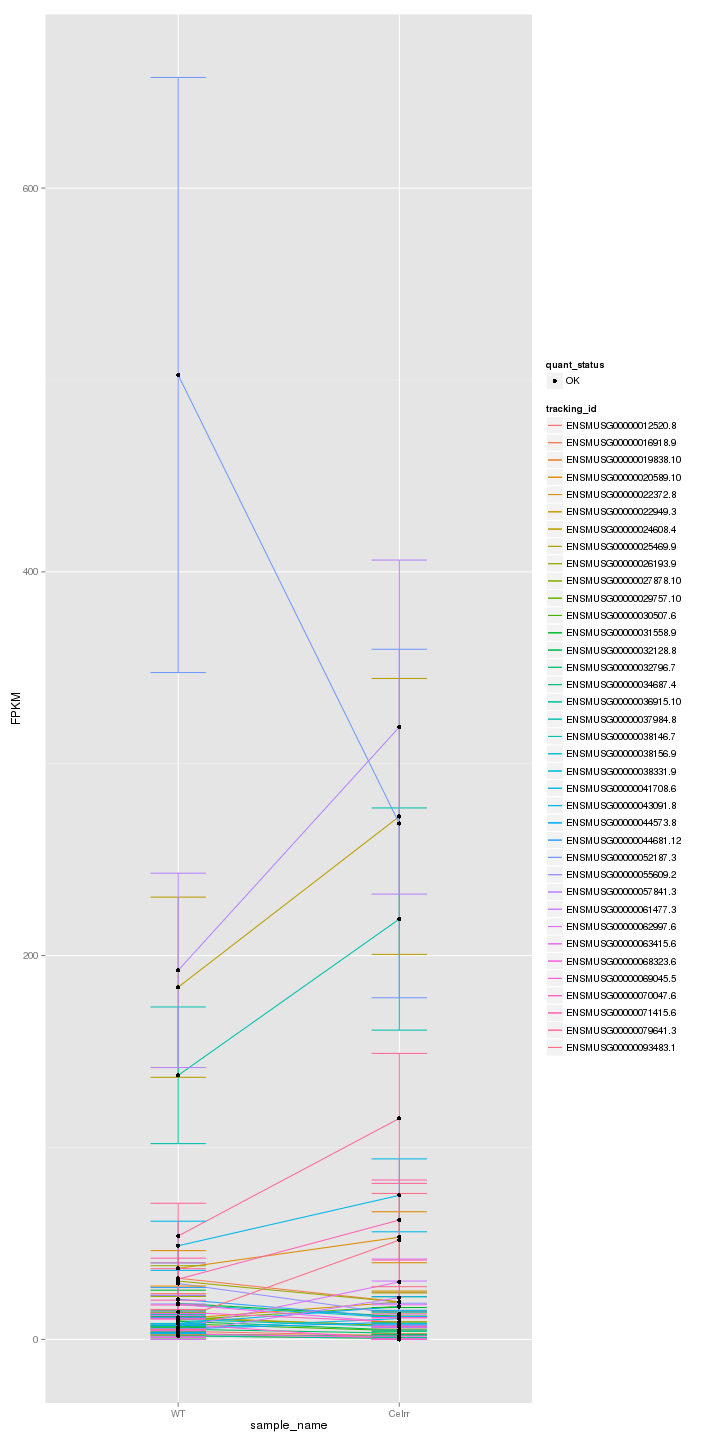 600
400
200
0
FPKM
WT
Celrr
sample_name
quant_status
OK
tracking_id
ENSMUSG00000012520.8
ENSMUSG00000016918.9
ENSMUSG00000019838.10
ENSMUSG00000020589.10
ENSMUSG00000022372.8
ENSMUSG00000022949.3
ENSMUSG00000024608.4
ENSMUSG00000025469.9
ENSMUSG00000026193.9
ENSMUSG00000027878.10
ENSMUSG00000029757.10
ENSMUSG00000030507.6
ENSMUSG00000031558.9
ENSMUSG00000032128.8
ENSMUSG00000032796.7
ENSMUSG00000034687.4
ENSMUSG00000036915.10
ENSMUSG00000037984.8
ENSMUSG00000038146.7
ENSMUSG00000038156.9
ENSMUSG00000038331.9
ENSMUSG00000041708.6
ENSMUSG00000043091.8
ENSMUSG00000044573.8
ENSMUSG00000044681.12
ENSMUSG00000052187.3
ENSMUSG00000055609.2
ENSMUSG00000057841.3
ENSMUSG00000061477.3
ENSMUSG00000062997.6
ENSMUSG00000063415.6
ENSMUSG00000068323.6
ENSMUSG00000069045.5
ENSMUSG00000070047.6
ENSMUSG00000071415.6
ENSMUSG00000079641.3
ENSMUSG00000093483.1